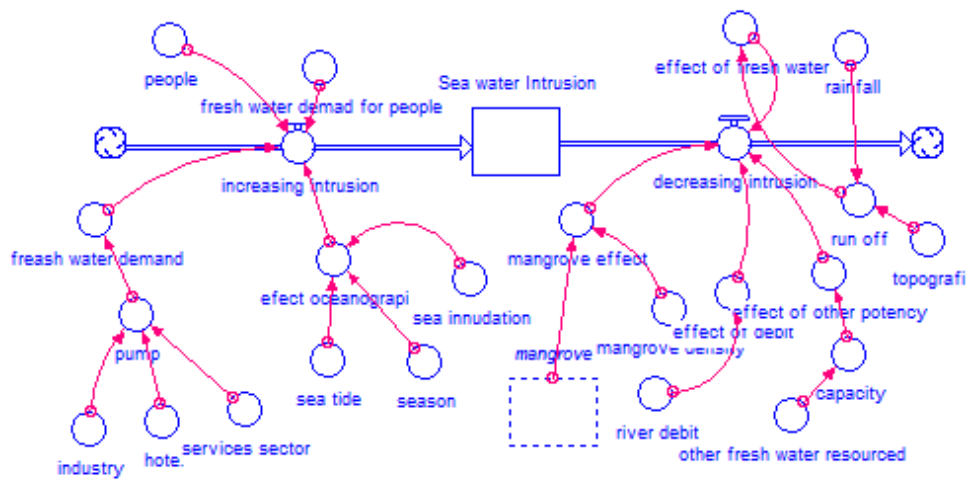 people
effect of fresh water
rainfall
fresh water demad for people
Sea water Intrusion
increasing intrusion
decreasing intrusion
freash water demand
mangrove effect
run off
topografi
efect oceanograpi
sea innudation
effect of other potency
effect of debit
pump
mangrove
mangrove density
sea tide
season
capacity
river debit
other fresh water resourced
industry
hote.
services sector